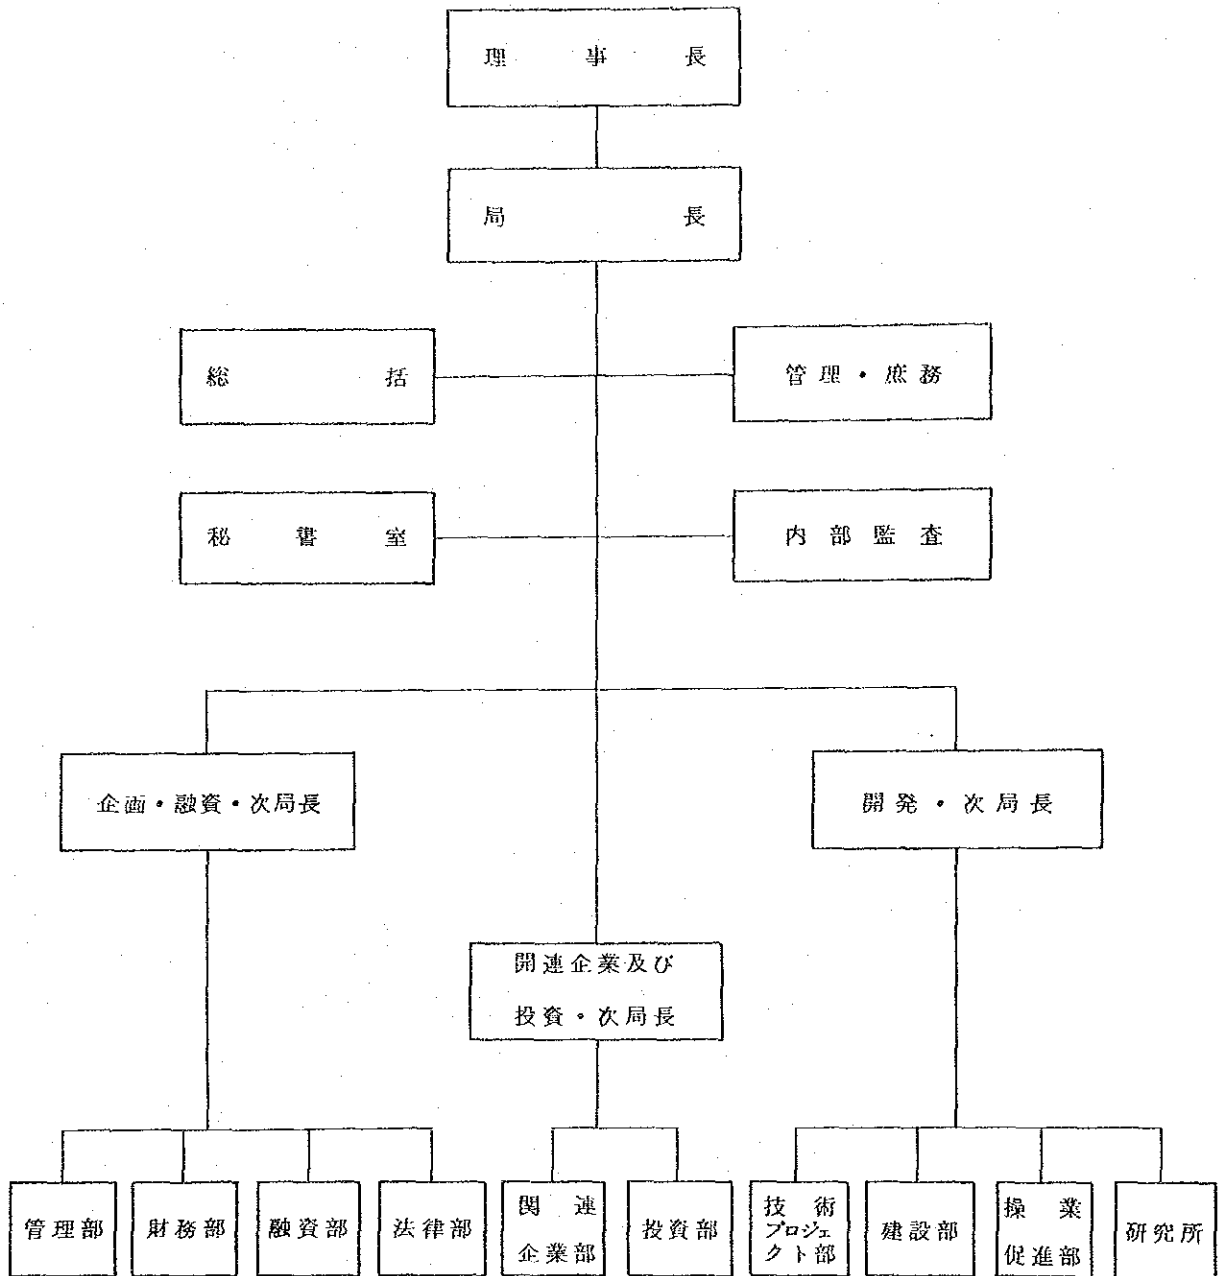 理事長
局長
総括
管理・庶務
秘書室
内部監査
企画・融資・次局長
開発・次局長
関連企業及び
投資・次局長
管理部
財務部
融資部
法律部
関連
企業部
投資部
技術
プロジェ
クト部
建設部
操業
促進部
研究所